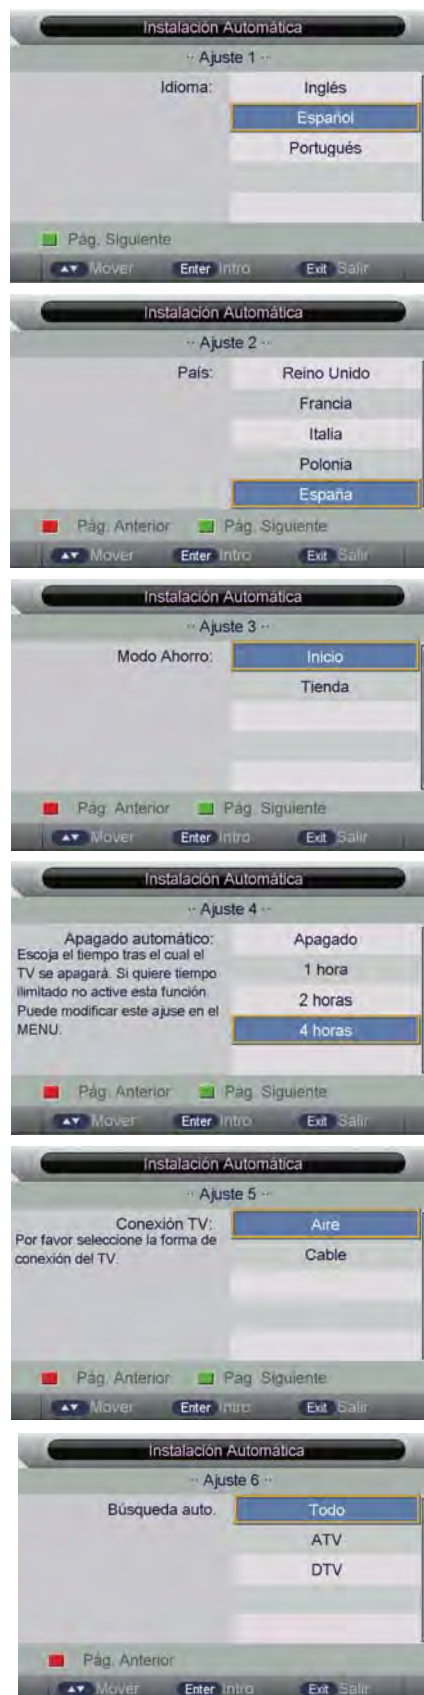 Instalación Automática
-- Ajuste 1 --
Idioma: Inglés
Español
Portugués
Pág. Siguiente
Mover Enter Intro Exit Salir
Instalación Automática
-- Ajuste 2 --
País: Reino Unido
Francia
Italia
Polonia
España
Pág. Anterior Pág. Siguiente
Mover Enter Intro Exit Salir
Instalación Automática
-- Ajuste 3 --
Modo Ahorro: Inicio
Tienda
Pág. Anterior Pág. Siguiente
Mover Enter Intro Exit Salir
Instalación Automática
-- Ajuste 4 --
Apagado automático: Apagado
Escoja el tiempo tras el cual el
TV se apagará. Si quiere tiempo 1 hora
ilimitado no active esta función. 2 horas
Puede modificar este ajuse en el
MENU. 4 horas
Pág. Anterior Pág. Siguiente
Mover Enter Intro Exit Salir
Instalación Automática
-- Ajuste 5 --
Conexión TV: Aire
Por favor seleccione la forma de
conexión del TV. Cable
Pág. Anterior Pág. Siguiente
Mover Enter Intro Exit Salir
Instalación Automática
-- Ajuste 6 --
Búsqueda auto. Todo
ATV
DTV
Pág. Anterior
Mover Enter Intro Exit Salir